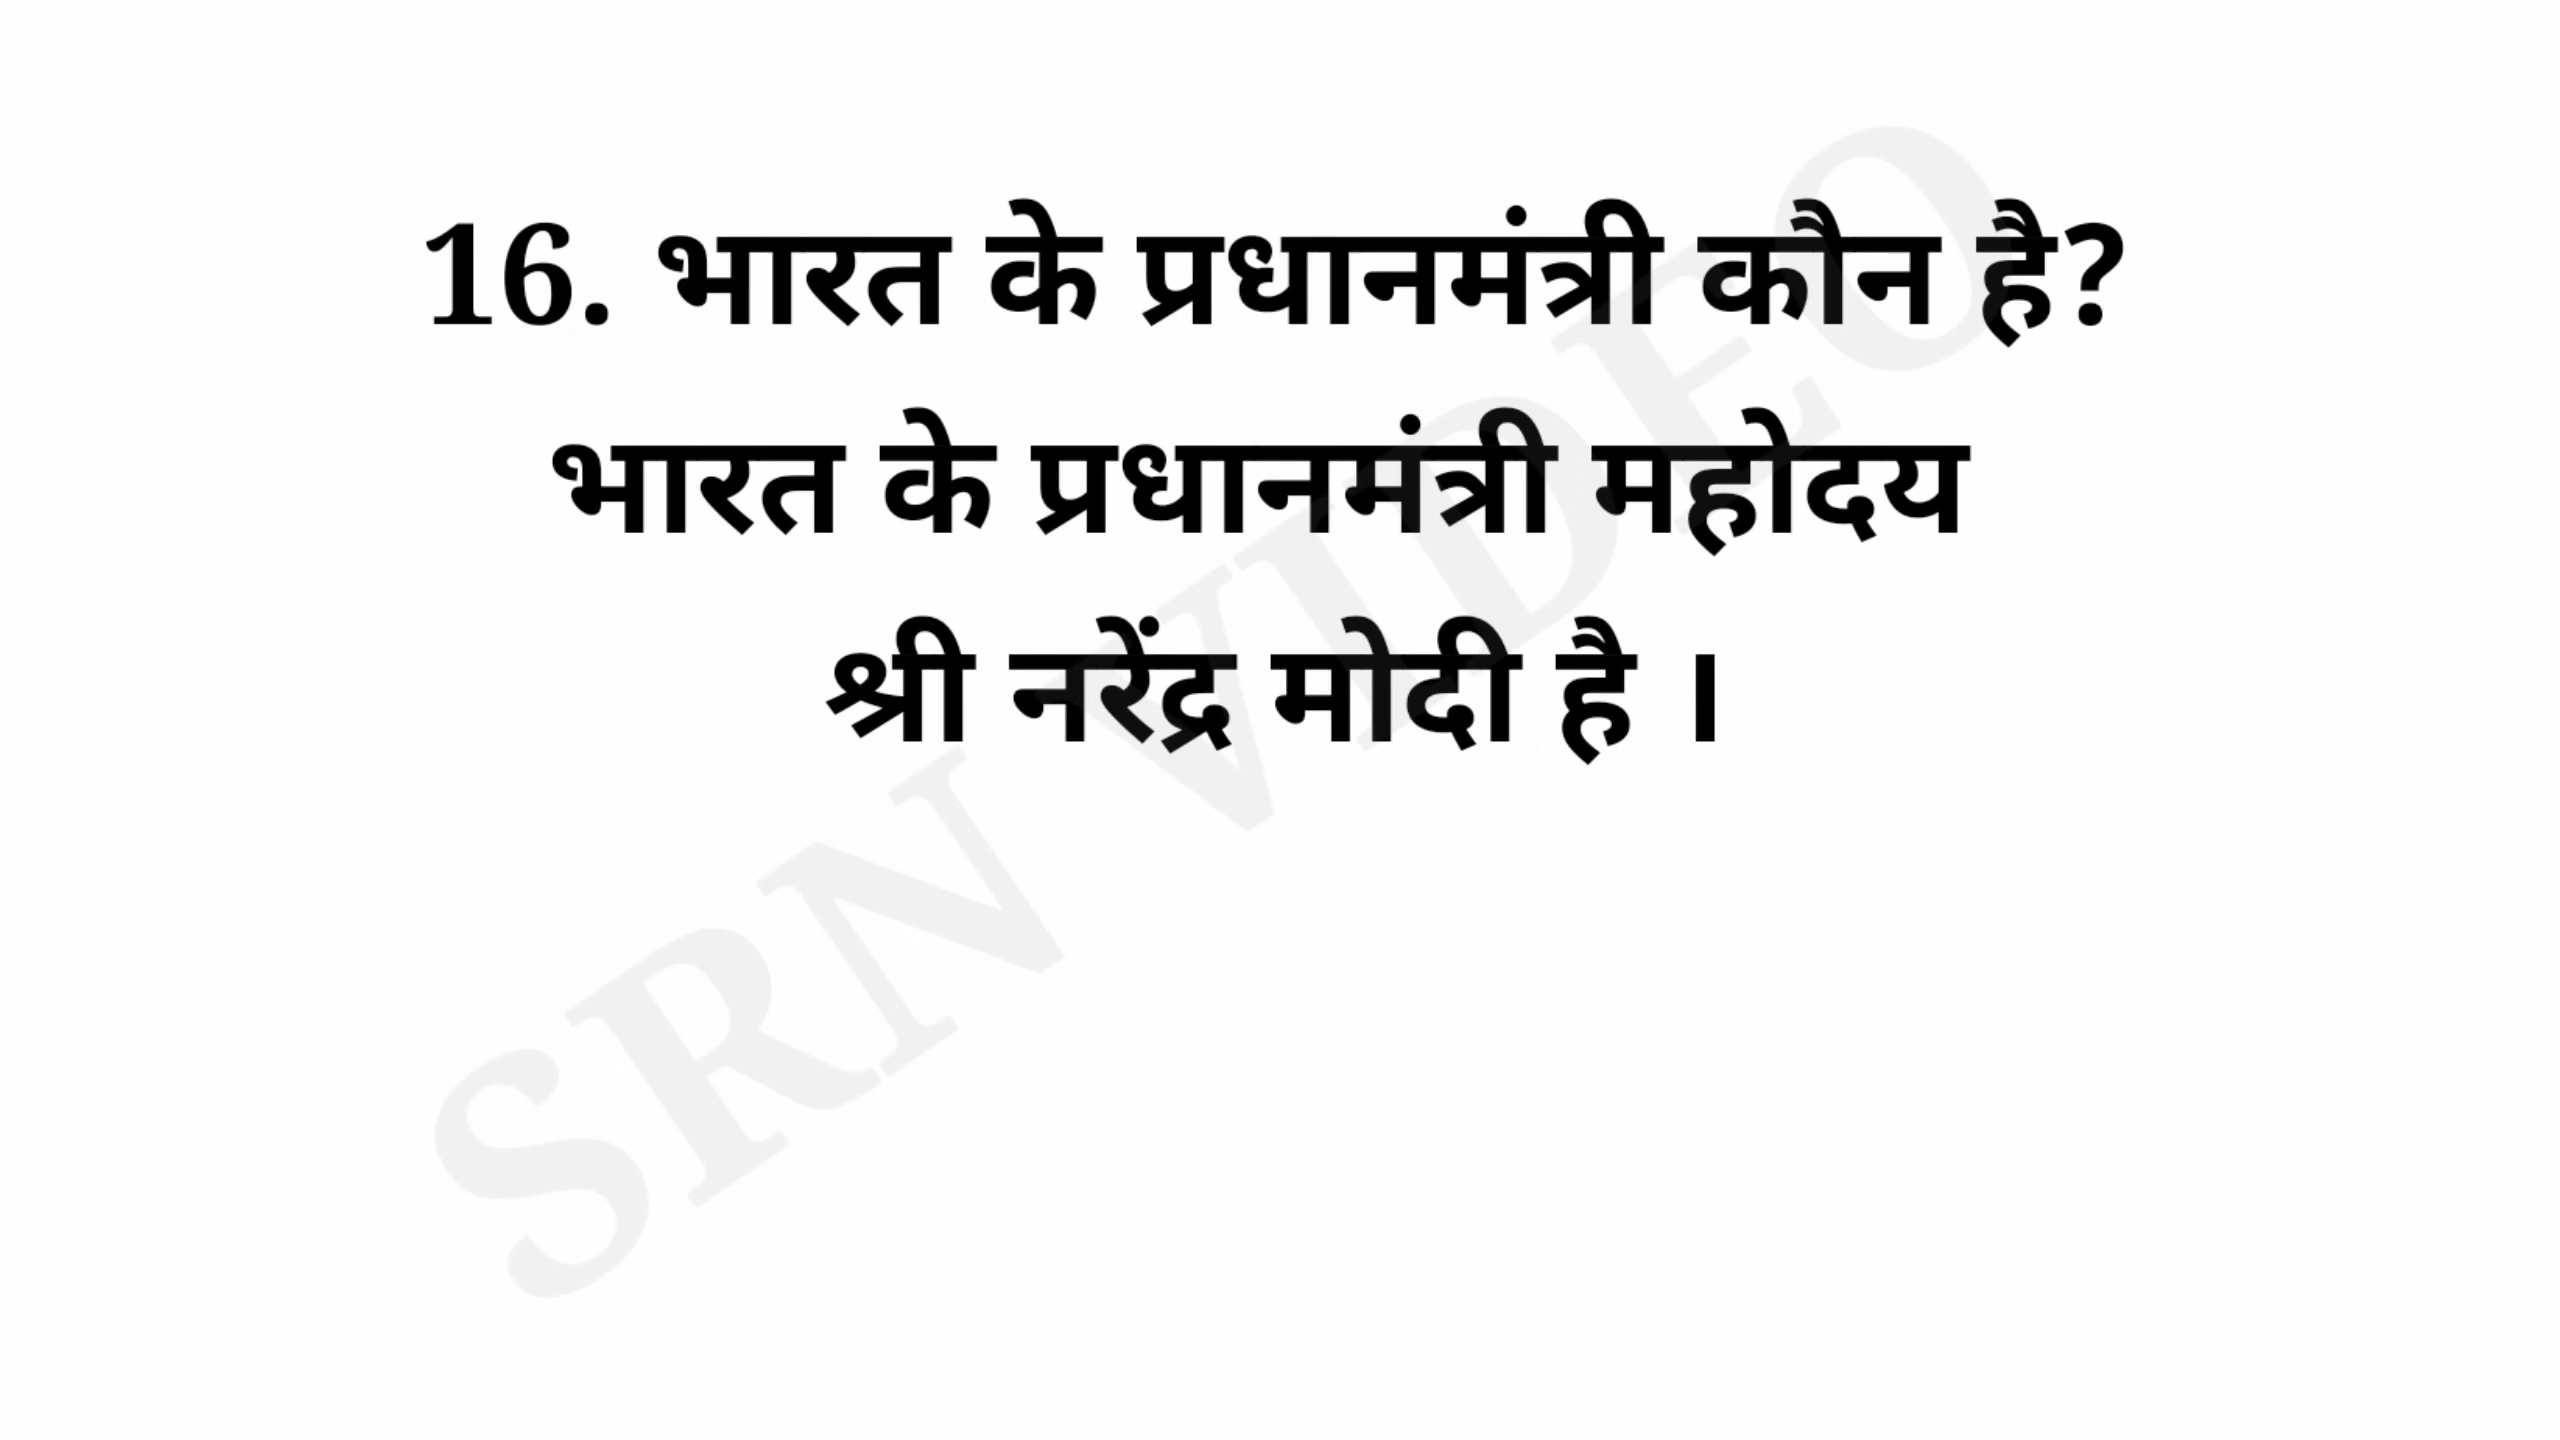 16. भारत के प्रधानमंत्री कौन है?
भारत के प्रधानमंत्री महोदय
श्री नरेंद्र मोदी है ।
SRN VIDEO